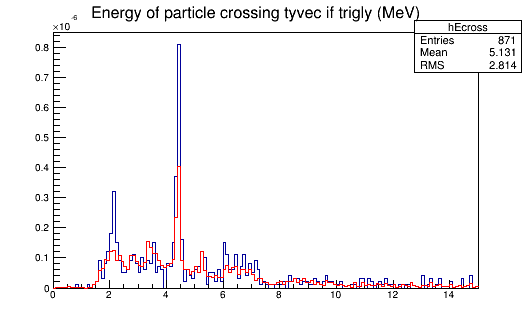 Energy of particle crossing tyvec if trigly (MeV)
×10⁻⁶
hEcross
Entries 871
Mean 5.131
RMS 2.814
0.8
0.7
0.6
0.5
0.4
0.3
0.2
0.1
0
0 2 4 6 8 10 12 14